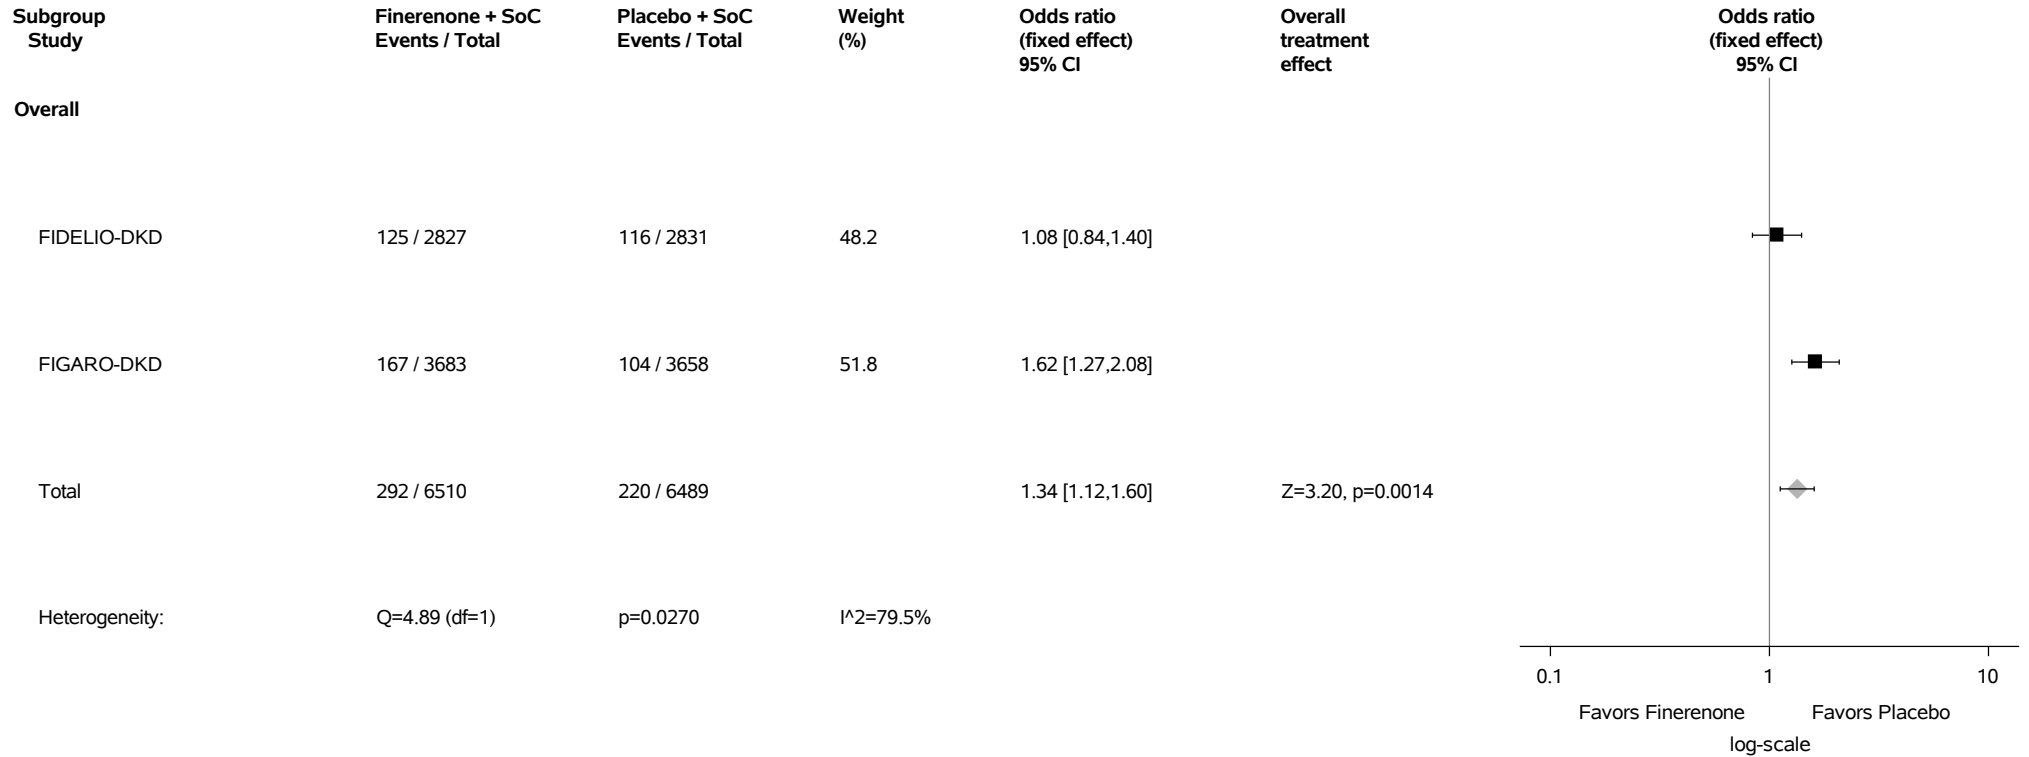 Subgroup Finerenone + SoC Placebo + SoC Weight Odds ratio Overall Odds ratio
Study Events / Total Events / Total (%) (fixed effect) treatment (fixed effect)
95% CI effect 95% CI
Overall
FIDELIO-DKD 125 / 2827 116 / 2831 48.2 1.08 [0.84,1.40]
FIGARO-DKD 167 / 3683 104 / 3658 51.8 1.62 [1.27,2.08]
Total 292 / 6510 220 / 6489 1.34 [1.12,1.60] Z=3.20, p=0.0014
Heterogeneity: Q=4.89 (df=1) p=0.0270 I^2=79.5%
0.1 1 10
Favors Finerenone Favors Placebo
log-scale